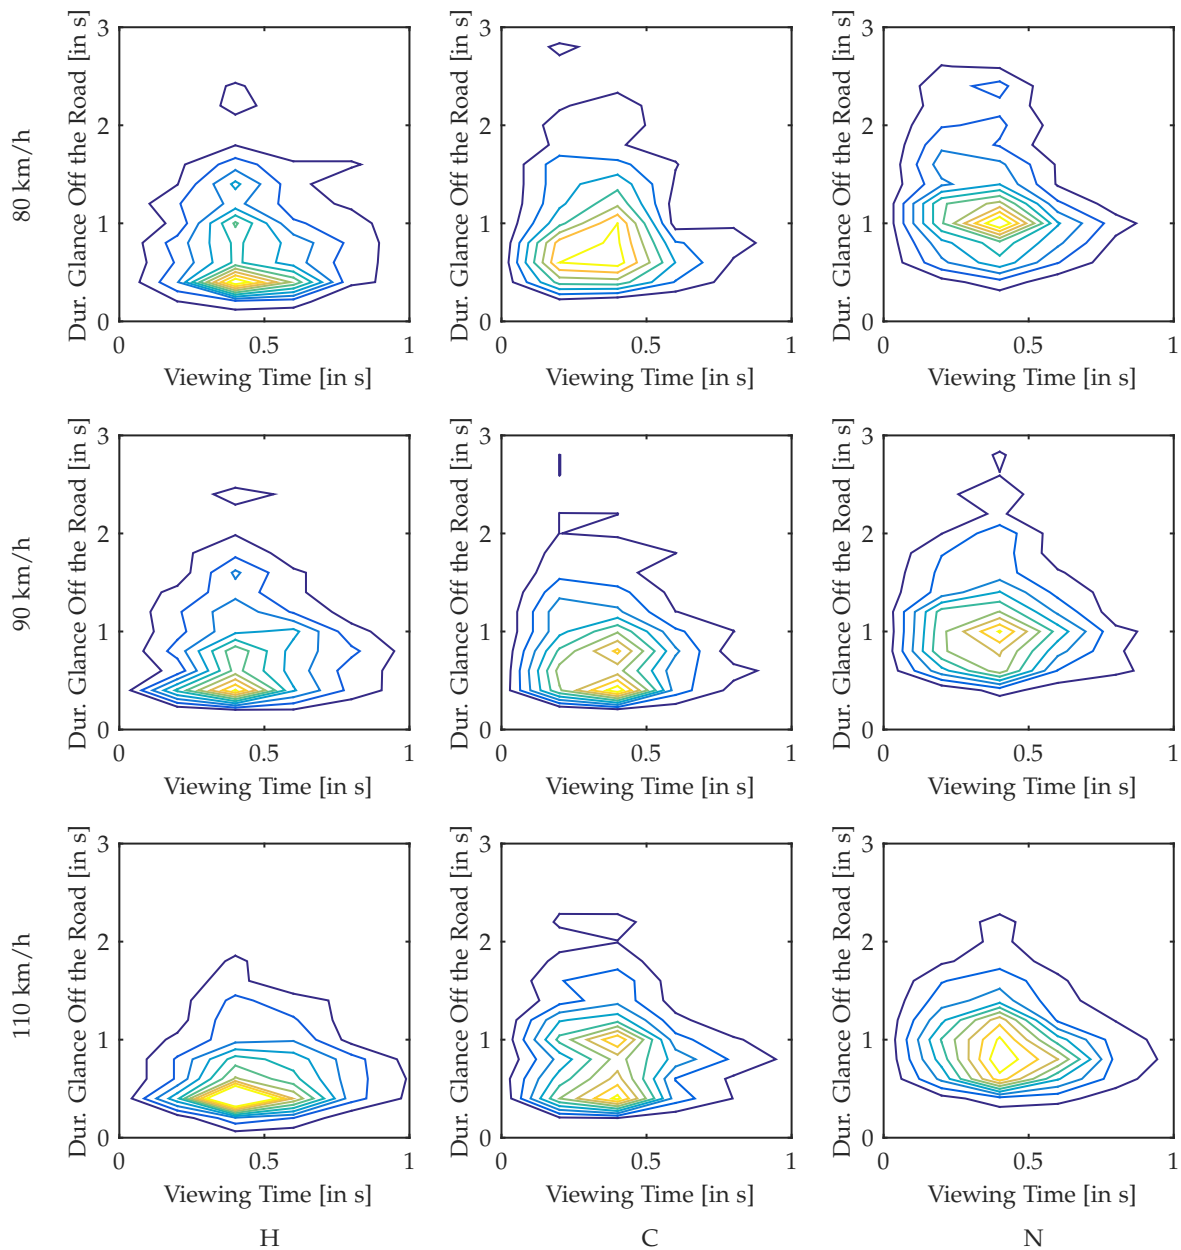 80 km/h
Dur. Glance Off the Road [in s]
3
2
1
0
0
0.5
1
Viewing Time [in s]
Dur. Glance Off the Road [in s]
3
2
1
0
0
0.5
1
Viewing Time [in s]
Dur. Glance Off the Road [in s]
3
2
1
0
0
0.5
1
Viewing Time [in s]
90 km/h
Dur. Glance Off the Road [in s]
3
2
1
0
0
0.5
1
Viewing Time [in s]
Dur. Glance Off the Road [in s]
3
2
1
0
0
0.5
1
Viewing Time [in s]
Dur. Glance Off the Road [in s]
3
2
1
0
0
0.5
1
Viewing Time [in s]
110 km/h
Dur. Glance Off the Road [in s]
3
2
1
0
0
0.5
1
Viewing Time [in s]
Dur. Glance Off the Road [in s]
3
2
1
0
0
0.5
1
Viewing Time [in s]
Dur. Glance Off the Road [in s]
3
2
1
0
0
0.5
1
Viewing Time [in s]
H
C
N